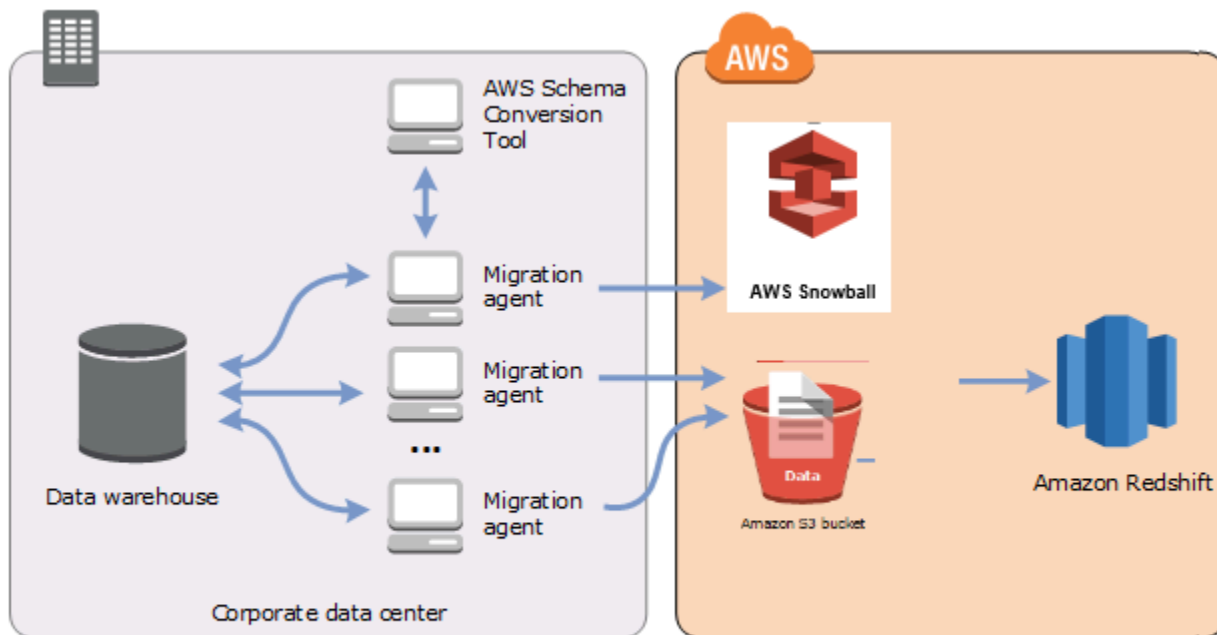 AWS
AWS Schema
Conversion
Tool
Migration
agent
AWS Snowball
Migration
agent
...
Data
Data warehouse
Migration
agent
Amazon Redshift
Amazon S3 bucket
Corporate data center